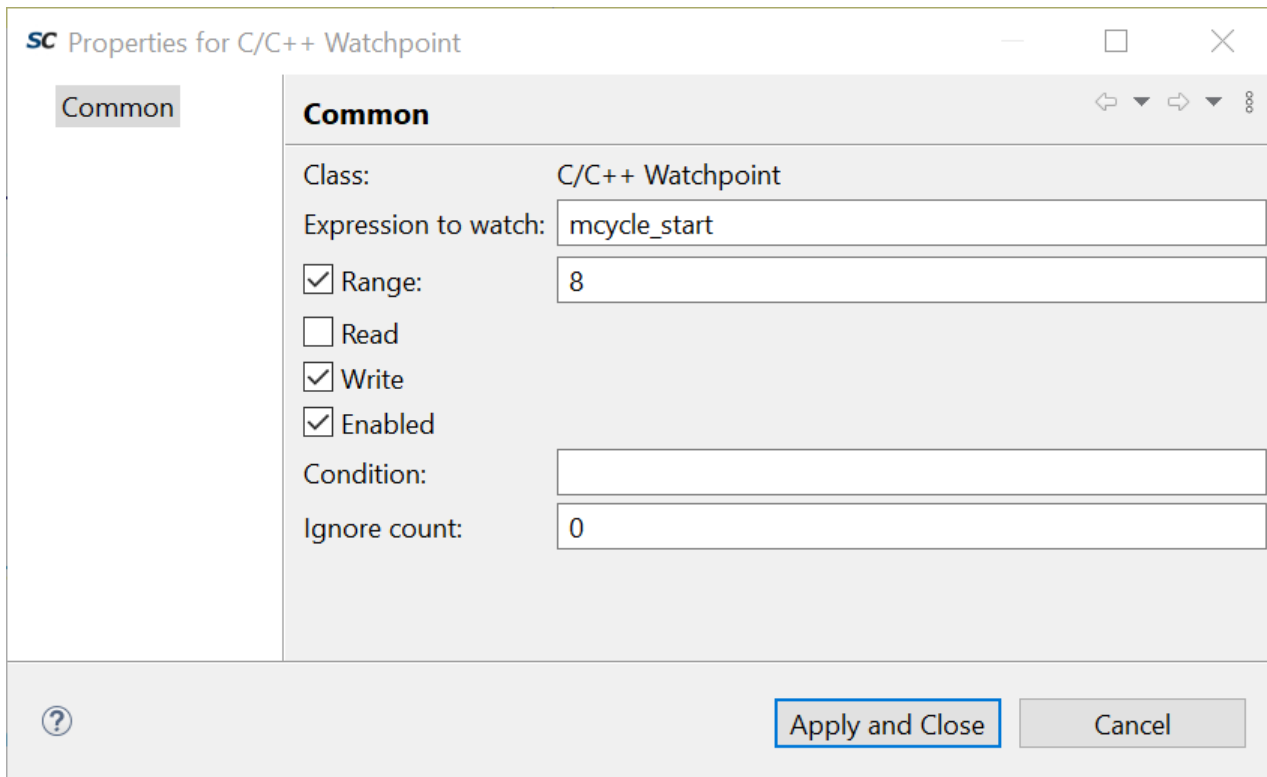 SC Properties for C/C++ Watchpoint
Common
Common
Class: C/C++ Watchpoint
Expression to watch: mcycle_start
Range: 8
Read
Write
Enabled
Condition:
Ignore count: 0
?
Apply and Close Cancel